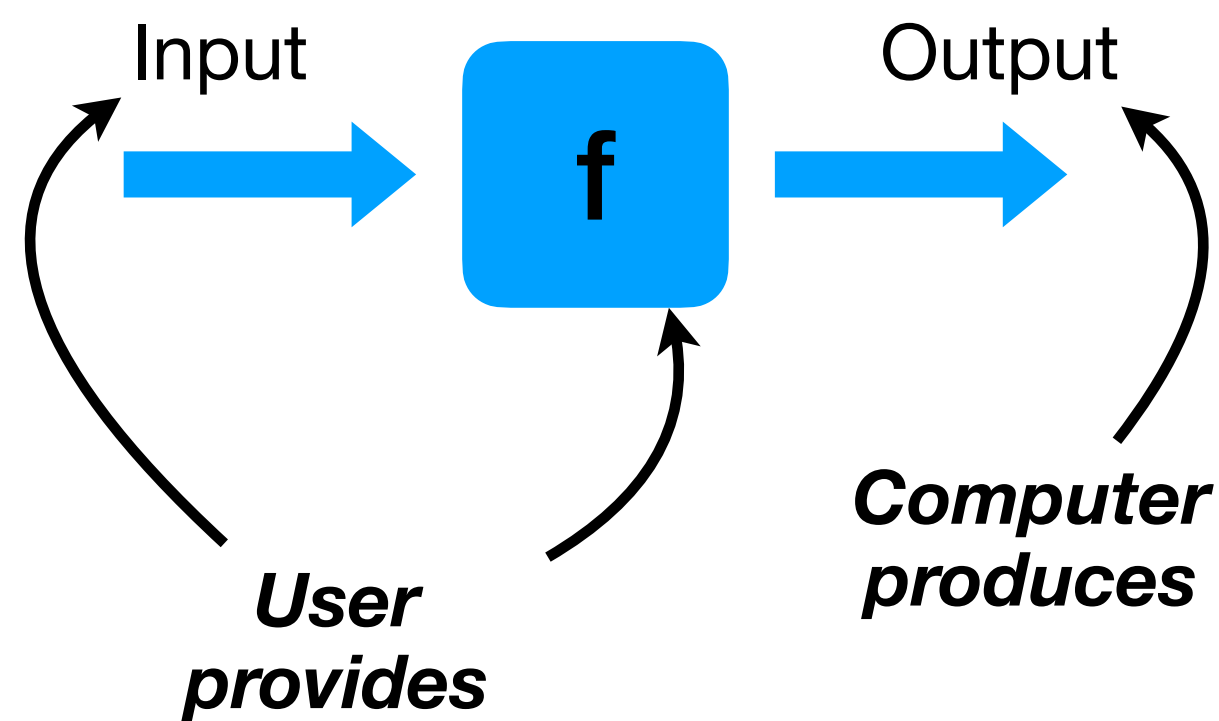 Input
f
Output
User
provides
Computer
produces